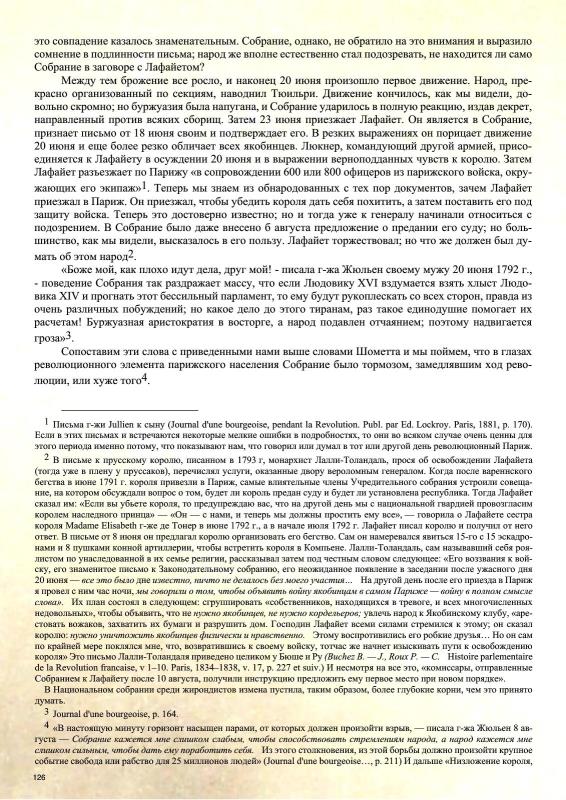 это совпадение казалось знаменательным. Собрание, однако, не обратило на это внимания и выразило
сомнение в подлинности письма; народ же вполне естественно стал подозревать, не находится ли само
Собрание в заговоре с Лафайетом?
Между тем брожение все росло, и наконец 20 июня произошло первое движение. Народ, пре-
красно организованный по секциям, наводнил Тюильри. Движение кончилось, как мы видели, до-
вольно скромно; но буржуазия была напугана, и Собрание ударилось в полную реакцию, издав декрет,
направленный против всяких сборищ. Затем 23 июня приезжает Лафайет. Он является в Собрание,
признает письмо от 18 июня своим и подтверждает его. В резких выражениях он порицает движение
20 июня и еще более резко обличает всех якобинцев. Люкнер, командующий другой армией, присо-
единяется к Лафайету в осуждении 20 июня и в выражении верноподданных чувств к королю. Затем
Лафайет разъезжает по Парижу «в сопровождении 600 или 800 офицеров из парижского войска, окру-
жающих его экипаж»1. Теперь мы знаем из обнародованных с тех пор документов, зачем Лафайет
приезжал в Париж. Он приезжал, чтобы убедить короля дать себя похитить, а затем поставить его под
защиту войска. Теперь это достоверно известно; но и тогда уже к генералу начинали относиться с
подозрением. В Собрание было даже внесено 6 августа предложение о предании его суду; но боль-
шинство, как мы видели, высказалось в его пользу. Лафайет торжествовал; но что же должен был ду-
мать об этом народ2.
«Боже мой, как плохо идут дела, друг мой! - писала г-жа Жюльен своему мужу 20 июня 1792 г.,
- поведение Собрания так раздражает массу, что если Людовику XVI вздумается взять хлыст Людо-
вика XIV и прогнать этот бессильный парламент, то ему будут рукоплескать со всех сторон, правда из
очень различных побуждений; но какое дело до этого тиранам, раз такое единодушие помогает их
расчетам! Буржуазная аристократия в восторге, а народ подавлен отчаянием; поэтому надвигается
гроза»3.
Сопоставим эти слова с приведенными нами выше словами Шометта и мы поймем, что в глазах
революционного элемента парижского населения Собрание было тормозом, замедлявшим ход рево-
люции, или хуже того4.
1 Письма г-жи Jullien к сыну (Journal d'une bourgeoise, pendant la Revolution. Publ. par Ed. Lockroy. Paris, 1881, p. 170).
Если в этих письмах и встречаются некоторые мелкие ошибки в подробностях, то они во всяком случае очень ценны для
этого периода именно потому, что показывают нам, что говорил или думал в тот или другой день революционный Париж.
2 В письме к прусскому королю, писанном в 1793 г, монархист Лалли-Толандаль, прося об освобождении Лафайета
(тогда уже в плену у пруссаков), перечислял услуги, оказанные двору вероломным генералом. Когда после вареннского
бегства в июне 1791 г. короля привезли в Париж, самые влиятельные члены Учредительного собрания устроили совеща-
ние, на котором обсуждали вопрос о том, будет ли король предан суду и будет ли установлена республика. Тогда Лафайет
сказал им: «Если вы убьете короля, то предупреждаю вас, что на другой день мы с национальной гвардией провозгласим
королем наследного принца» — «Он — с нами, и теперь мы должны простить ему все», — говорила о Лафайете сестра
короля Madame Elisabeth г-же де Тонер в июне 1792 г., а в начале июля 1792 г. Лафайет писал королю и получил от него
ответ. В письме от 8 июня он предлагал королю организовать его бегство. Сам он намеревался явиться 15-го с 15 эскадро-
нами и 8 пушками конной артиллерии, чтобы встретить короля в Компьене. Лалли-Толандаль, сам называвший себя роя-
листом по унаследованной в их семье религии, рассказывал затем под честным словом следующее: «Его воззвания к вой-
ску, его знаменитое письмо к Законодательному собранию, его неожиданное появление в заседании после ужасного дня
20 июня — все это было дне известно, ничто не делалось без моего участия… На другой день после его приезда в Париж
я провел с ним час ночи, мы говорили о том, чтобы объявить войну якобинцам в самом Париже — войну в полном смысле
слова». Их план состоял в следующем: сгруппировать «собственников, находящихся в тревоге, и всех многочисленных
недовольных», чтобы объявить, что не нужно якобинцев, не нужно кордельеров; увлечь народ к Якобинскому клубу, «аре-
стовать вожаков, захватить их бумаги и разрушить дом. Господин Лафайет всеми силами стремился к этому; он сказал
королю: нужно уничтожить якобинцев физически и нравственно. Этому воспротивились его робкие друзья… Но он сам
по крайней мере поклялся мне, что, возвратившись к своему войску, тотчас же начнет изыскивать пути к освобождению
короля» Это письмо Лалли-Толандаля приведено целиком у Бюше и Ру (Buchez B. — J., Roux P. — C. Histoire parlementaire
de la Revolution francaise, v 1–10. Paris, 1834–1838, v. 17, p. 227 et suiv.) И несмотря на все это, «комиссары, отправленные
Собранием к Лафайету после 10 августа, получили инструкцию предложить ему первое место при новом порядке».
В Национальном собрании среди жирондистов измена пустила, таким образом, более глубокие корни, чем это принято
думать.
3 Journal d'une bourgeoise, p. 164.
4 «В настоящую минуту горизонт насыщен парами, от которых должен произойти взрыв, — писала г-жа Жюльен 8 ав-
густа — Собрание кажется мне слишком слабым, чтобы способствовать стремлениям народа, а народ кажется мне
слишком сильным, чтобы дать ему поработить себя. Из этого столкновения, из этой борьбы должно произойти крупное
событие свобода или рабство для 25 миллионов людей» (Journal d'une bourgeoise…, p. 211) И дальше «Низложение короля,
126